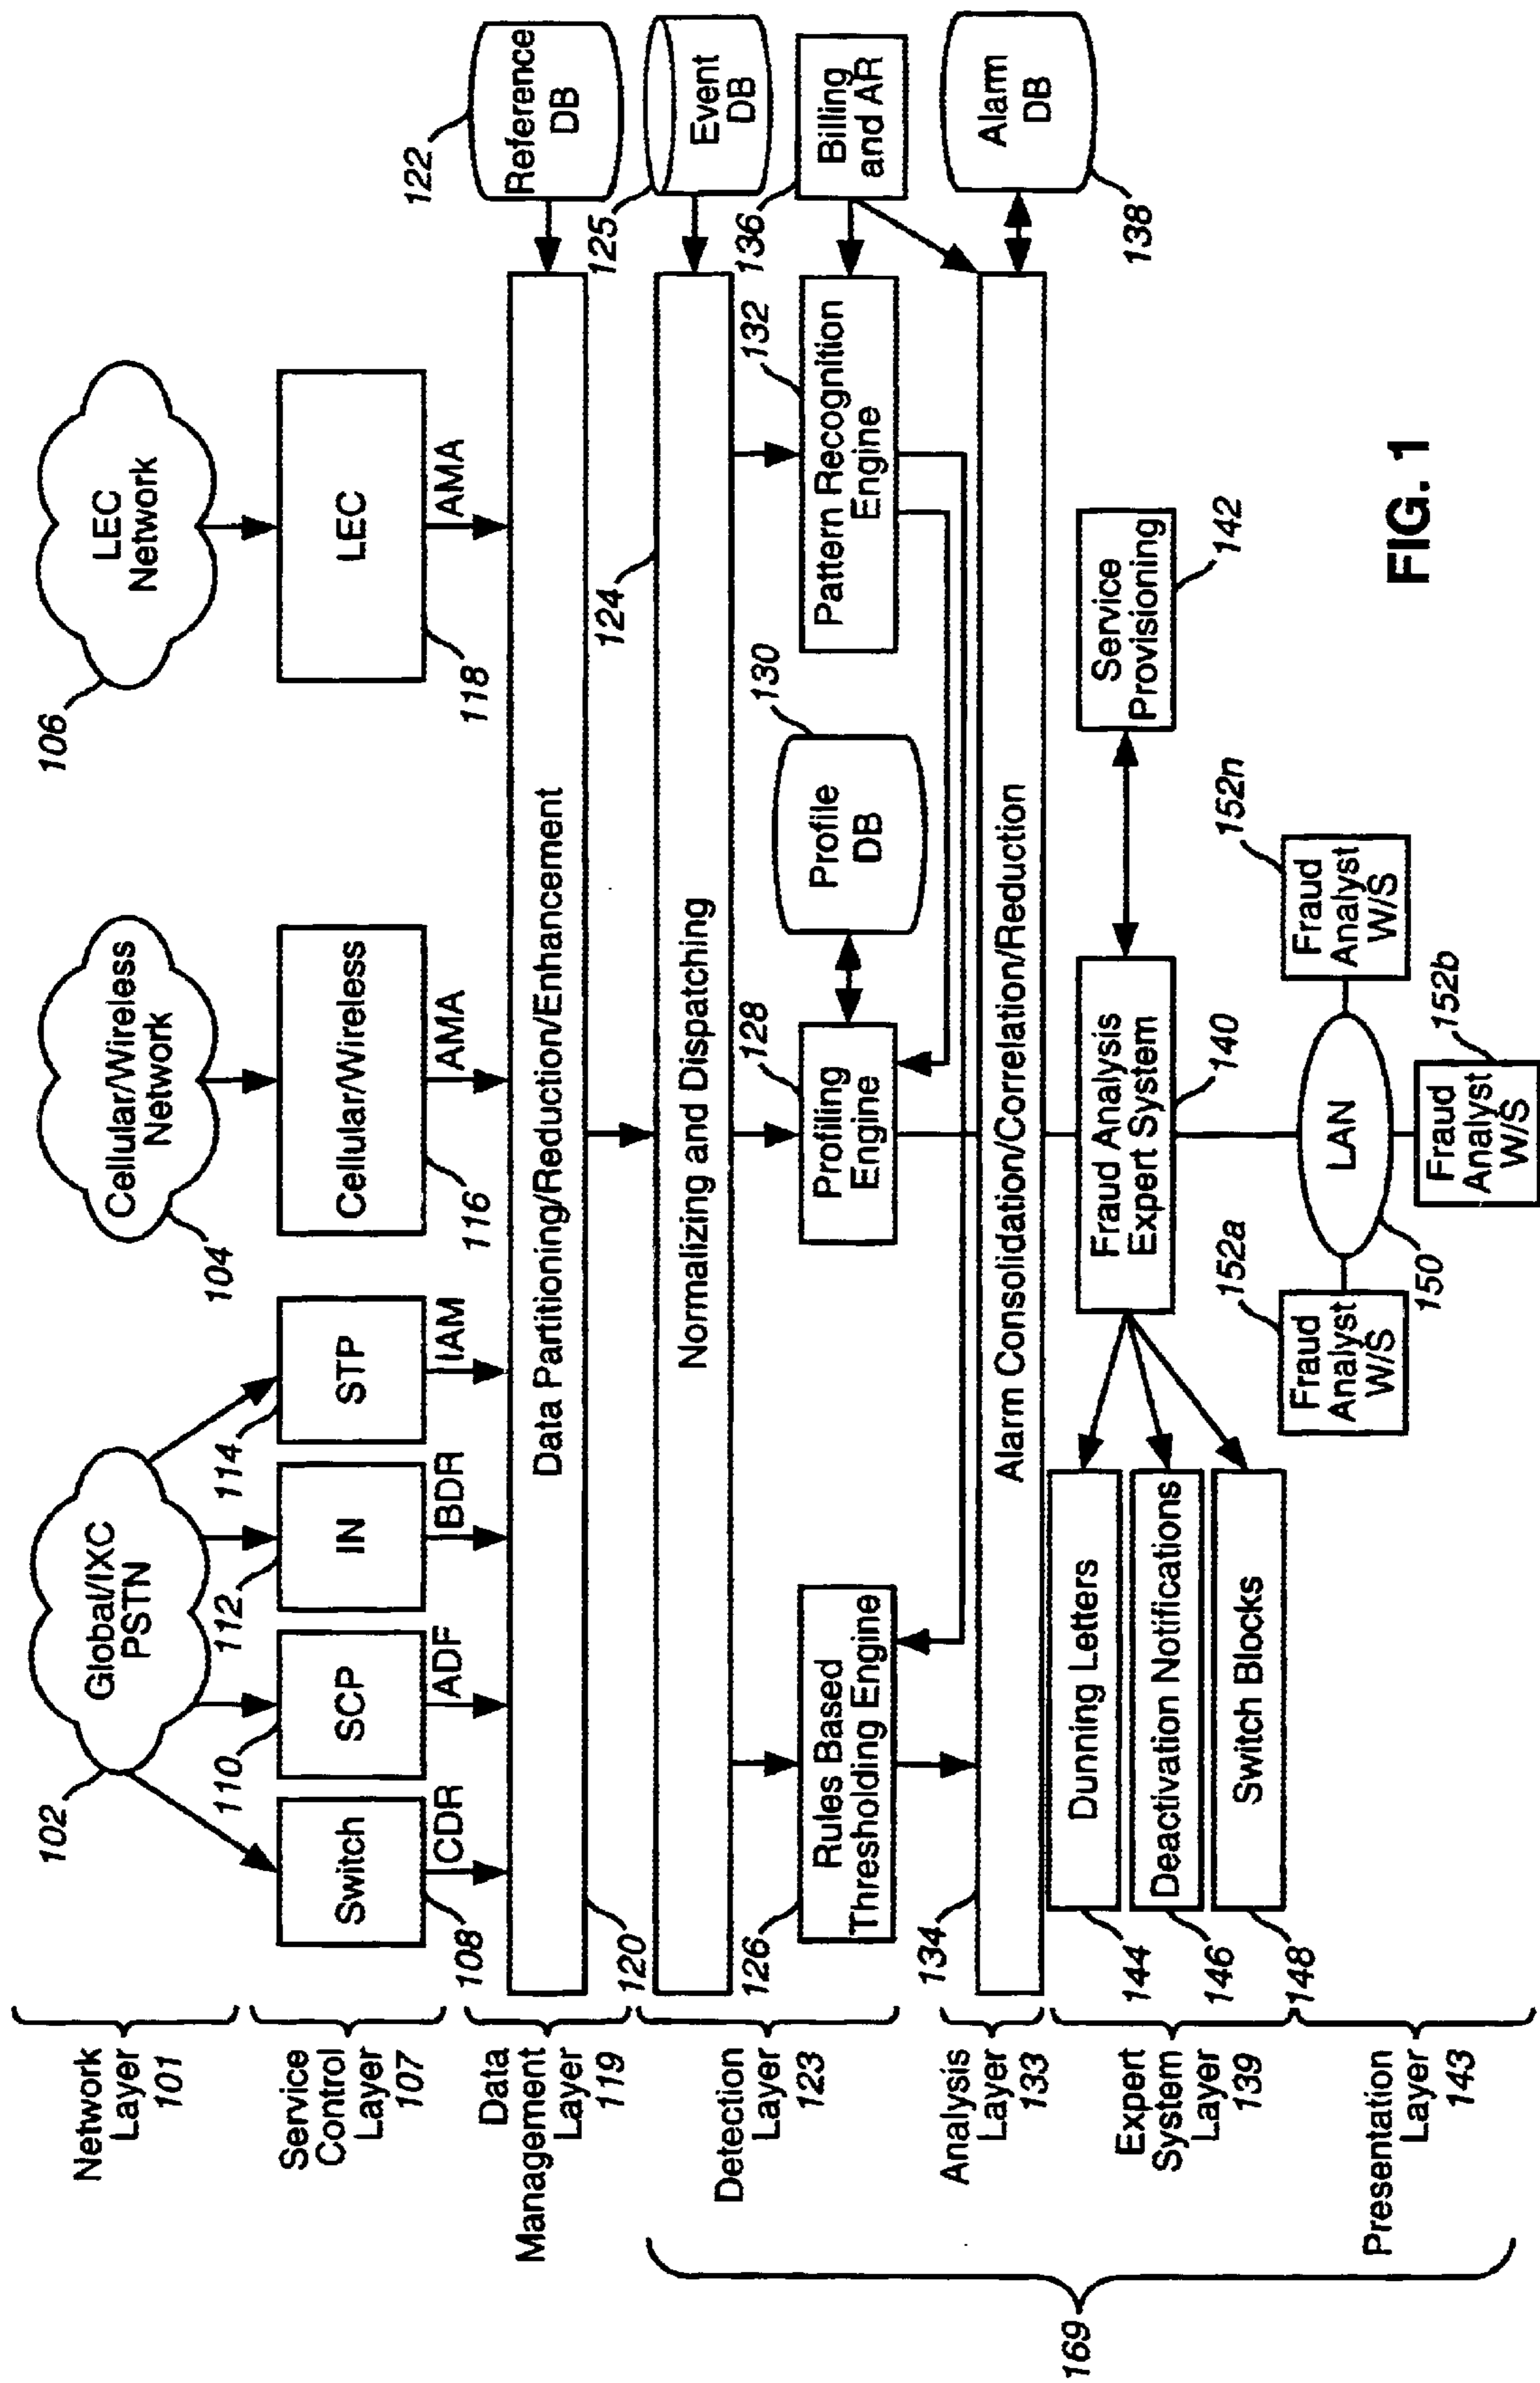 Network
Layer
101
102
Global/IXC
PSTN
104
Cellular/Wireless
Network
106
LEC
Network
Service
Control
Layer
107
Switch
108
CDR
110
SCP
ADF
112
IN
BDR
114
STP
IAM
Cellular/Wireless
116
AMA
LEC
118
AMA
122
Reference
DB
Data
Management
Layer
119
120
Data Partitioning/Reduction/Enhancement
Detection
Layer
123
Normalizing and Dispatching
124
125
Event
DB
126
Rules Based
Thresholding Engine
128
Profiling
Engine
130
Profile
DB
132
Pattern Recognition
Engine
136
Billing
and AR
Analysis
Layer
133
134
Alarm Consolidation/Correlation/Reduction
Alarm
DB
138
Expert
System
Layer
139
144
Dunning Letters
146
Deactivation Notifications
148
Switch Blocks
Fraud Analysis
Expert System
140
Service
Provisioning
142
Presentation
Layer
143
152a
Fraud
Analyst
W/S
150
LAN
152b
Fraud
Analyst
W/S
152n
Fraud
Analyst
W/S
169
FIG. 1